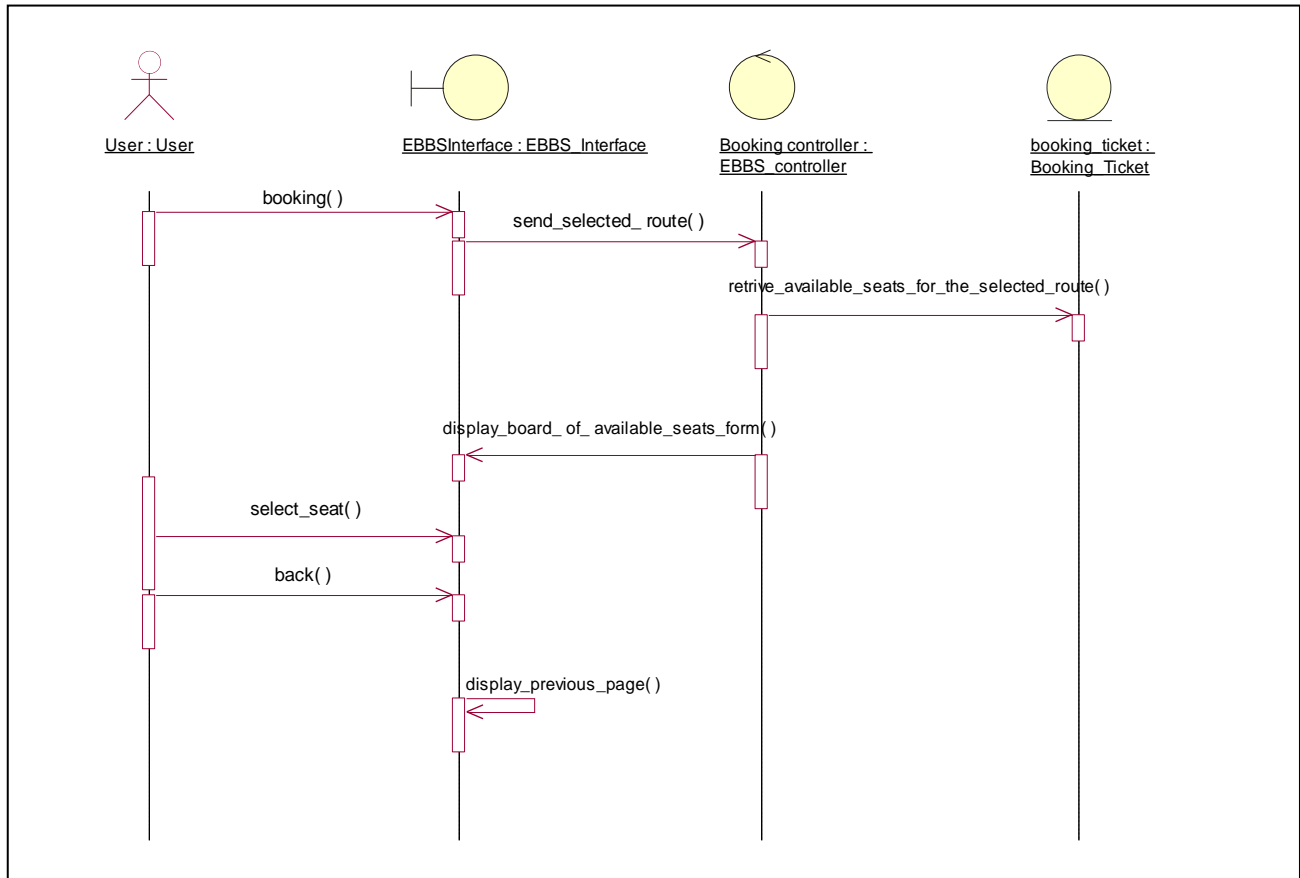 User : User
EBBSInterface : EBBS_Interface
Booking controller :
EBBS_controller
booking_ticket :
Booking_Ticket
booking( )
send_selected_ route( )
retrive_available_seats_for_the_selected_route( )
display_board_ of_ available_seats_form( )
select_seat( )
back( )
display_previous_page( )